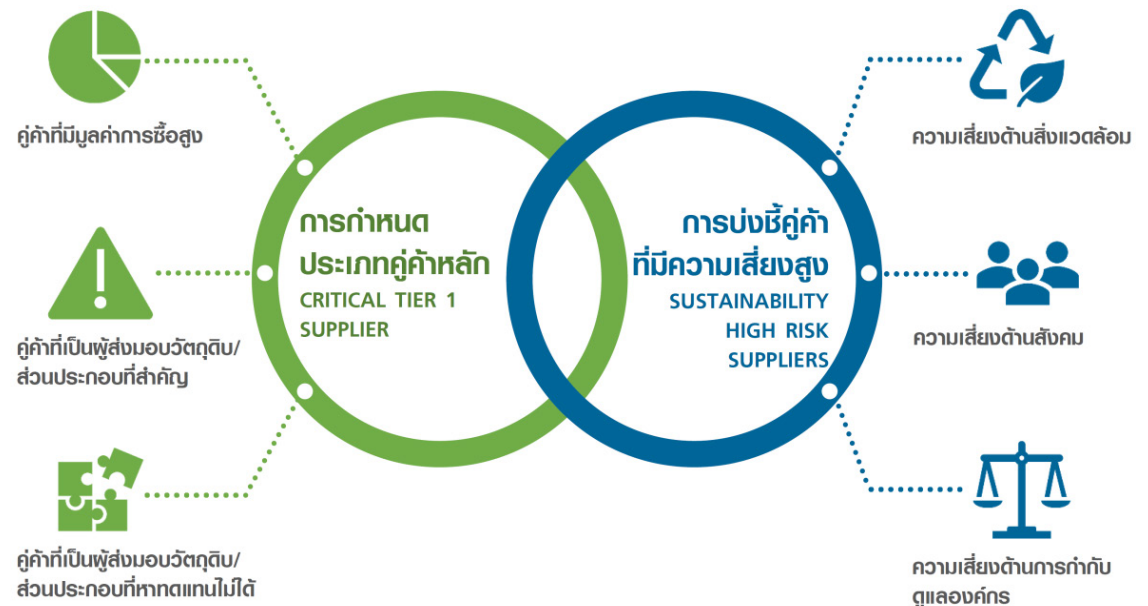 คู่ค้าที่มีมูลค่าการซื้อสูง
คู่ค้าที่เป็นผู้ส่งมอบวัตถุดิบ/
ส่วนประกอบที่สำคัญ
คู่ค้าที่เป็นผู้ส่งมอบวัตถุดิบ/
ส่วนประกอบที่หาทดแทนไม่ได้
การกำหนด
ประเภทคู่ค้าหลัก
CRITICAL TIER 1
SUPPLIER
การบ่งชี้คู่ค้า
ที่มีความเสี่ยงสูง
SUSTAINABILITY
HIGH RISK
SUPPLIERS
ความเสี่ยงด้านสิ่งแวดล้อม
ความเสี่ยงด้านสังคม
ความเสี่ยงด้านการกำกับ
ดูแลองค์กร